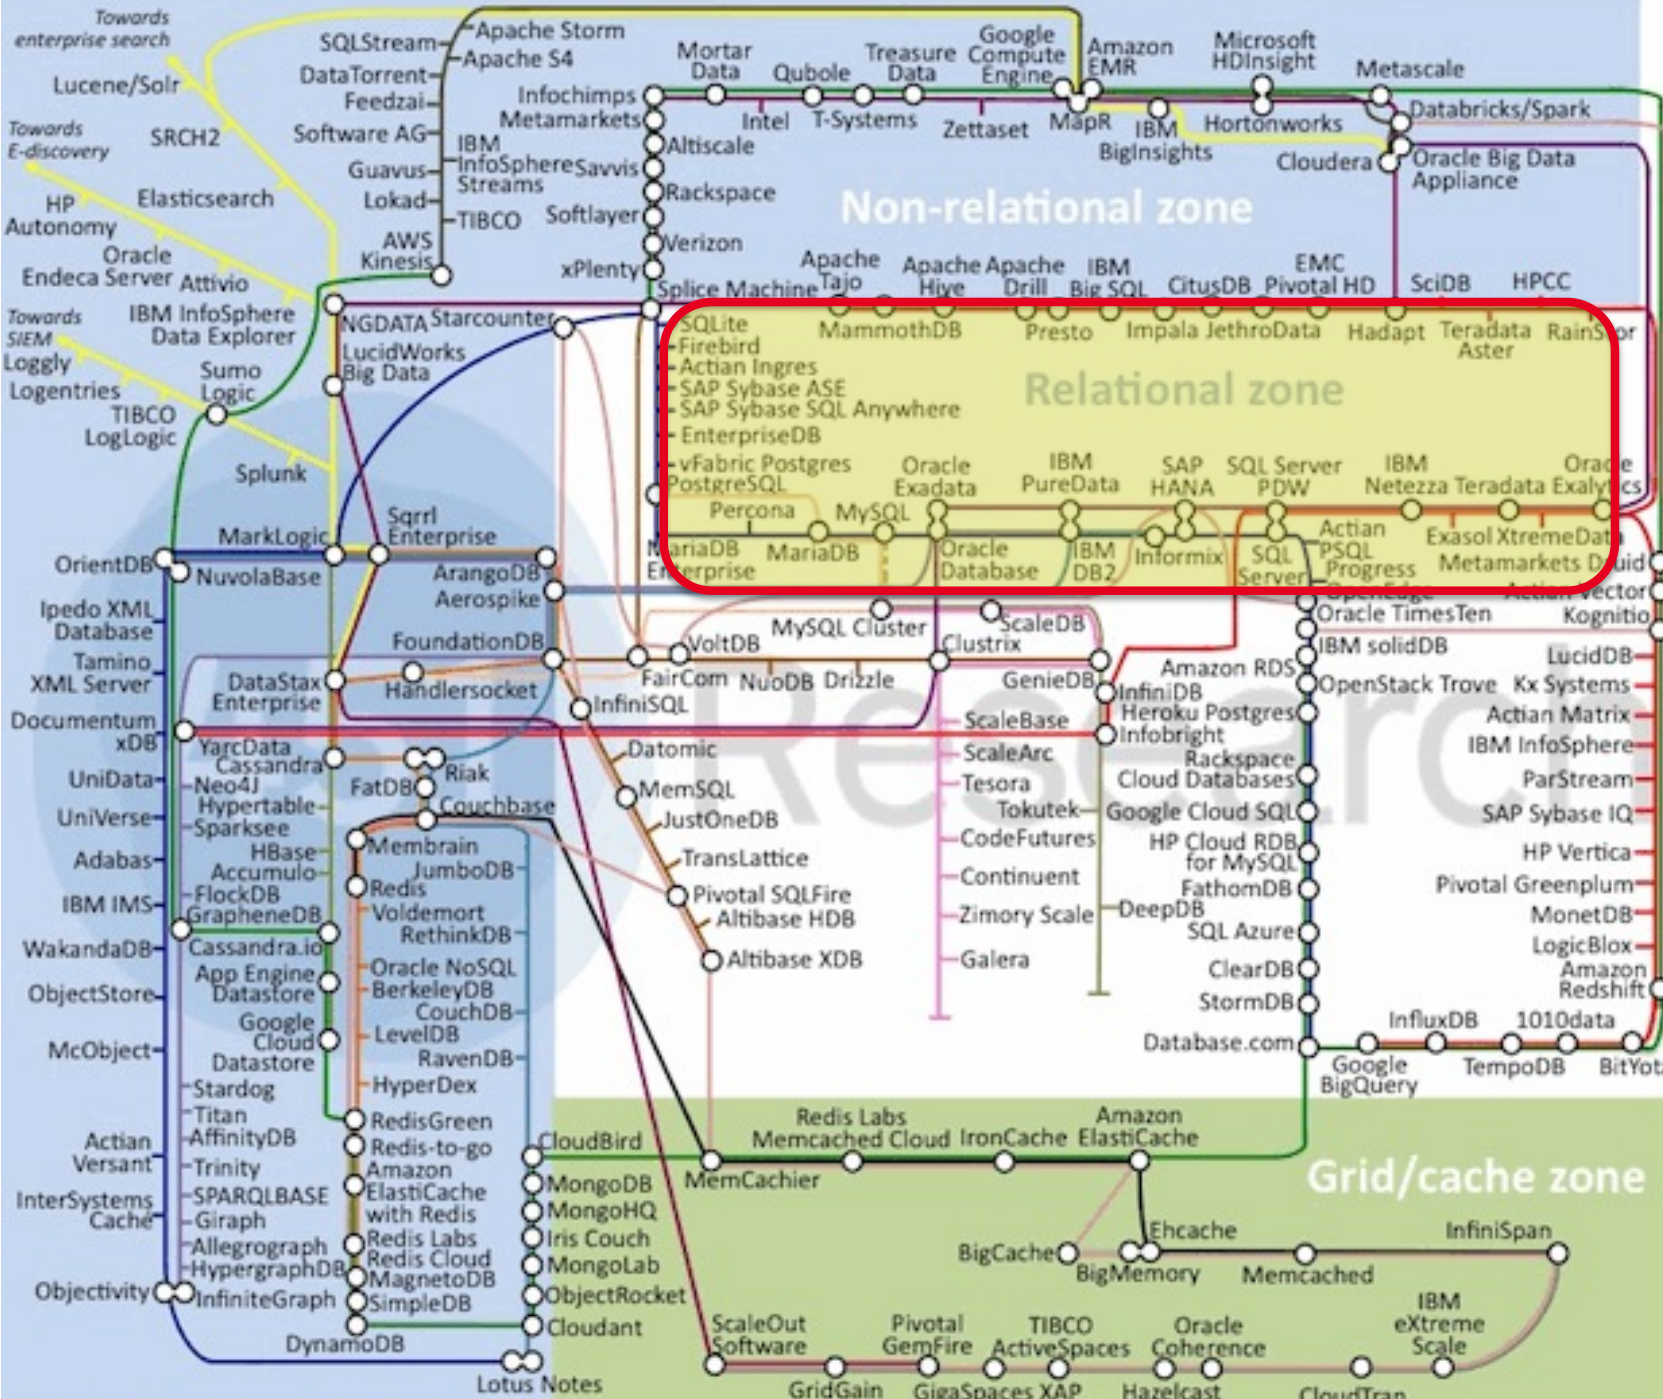 Towards
enterprise search
Lucene/Solr
SRCH2
Towards
E-discovery
HP
Autonomy
Elasticsearch
Oracle
Endeca Server
Attivio
IBM InfoSphere
Data Explorer
Towards
SIEM
Loggly
Logentries
Sumo
Logic
TIBCO
LogLogic
Splunk
SQLStream
DataTorrent
Feedzai
Software AG
Guavus
Lokad
AWS
Kinesis
Apache Storm
Apache S4
IBM
InfoSphere
Streams
TIBCO
Infochimps
Metamarkets
Altiscale
Savvis
Rackspace
Softlayer
Verizon
xPlenty
Splice Machine
Mortar
Data
Intel
Qubole
T-Systems
Treasure
Data
Zettaset
Google
Compute
Engine
Amazon
EMR
MapR
IBM
BigInsights
Microsoft
HDInsight
Hortonworks
Metascale
Databricks/Spark
Cloudera
Oracle Big Data
Appliance
Non-relational zone
Apache
Tajo
MammothDB
Apache
Hive
Apache
Drill
Presto
IBM
Big SQL
Impala
CitusDB
JethroData
EMC
Pivotal HD
Hadapt
SciDB
Teradata
Aster
HPCC
NGDATA
Starcounter
LucidWorks
Big Data
SQLite
Firebird
Actian Ingres
SAP Sybase ASE
SAP Sybase SQL Anywhere
EnterpriseDB
vFabric Postgres
PostgreSQL
Relational zone
Percona
MySQL
MariaDB
Enterprise
MariaDB
Oracle
Exadata
Oracle
Database
IBM
PureData
IBM
DB2
SAP
HANA
Informix
SQL Server
PDW
SQL
Server
IBM
Netezza
Teradata
Oracle
Exalytics
Exasol
XtremeData
Metamarkets Druid
Actian
PSQL
Progress
OpenEdge
Actian Vector
Kognitio
MarkLogic
Sqrrl
Enterprise
OrientDB
NuvolaBase
ArangoDB
Aerospike
Ipedo XML
Database
Tamino
XML Server
FoundationDB
DataStax
Enterprise
Handlersocket
Documentum
xDB
YarcData
Cassandra
UniData
Neo4J
Hypertable
FatDB
Riak
Couchbase
UniVerse
Sparksee
HBase
Accumulo
Membrain
JumboDB
Adabas
Redis
IBM IMS
FlockDB
GrapheneDB
Voldemort
RethinkDB
WakandaDB
Cassandra.io
App Engine
Datastore
Oracle NoSQL
BerkeleyDB
ObjectStore
CouchDB
Google
Cloud
Datastore
LevelDB
RavenDB
McObject
Stardog
HyperDex
Titan
RedisGreen
AffinityDB
Redis-to-go
Actian
Versant
Trinity
Amazon
ElastiCache
with Redis
InterSystems
Caché
SPARQLBASE
Giraph
Redis Labs
Redis Cloud
Allegrograph
HypergraphDB
MagnetoDB
Objectivity
InfiniteGraph
SimpleDB
DynamoDB
Lotus Notes
CloudBird
MongoDB
MongoHQ
Iris Couch
MongoLab
ObjectRocket
Cloudant
MySQL Cluster
ScaleDB
VoltDB
Clustrix
FairCom
NuoDB
Drizzle
GenieDB
InfiniSQL
Datomic
MemSQL
JustOneDB
TransLattice
Pivotal SQLFire
Altibase HDB
Altibase XDB
ScaleBase
ScaleArc
Tesora
Tokutek
CodeFutures
Continuent
Zimory Scale
DeepDB
Galera
Research
Oracle TimesTen
IBM solidDB
Amazon RDS
OpenStack Trove
InfiniDB
Heroku Postgres
Infobright
Rackspace
Cloud Databases
Google Cloud SQL
HP Cloud RDB
for MySQL
FathomDB
SQL Azure
ClearDB
StormDB
Database.com
LucidDB
Kx Systems
Actian Matrix
IBM InfoSphere
ParStream
SAP Sybase IQ
HP Vertica
Pivotal Greenplum
MonetDB
LogicBlox
Amazon
Redshift
Google
BigQuery
InfluxDB
TempoDB
1010data
Redis Labs
Memcached Cloud
MemCachier
IronCache
Amazon
ElastiCache
Grid/cache zone
BigCache
Ehcache
BigMemory
Memcached
InfiniSpan
ScaleOut
Software
GridGain
Pivotal
GemFire
GigaSpaces XAP
TIBCO
ActiveSpaces
Hazelcast
Oracle
Coherence
IBM
eXtreme
Scale